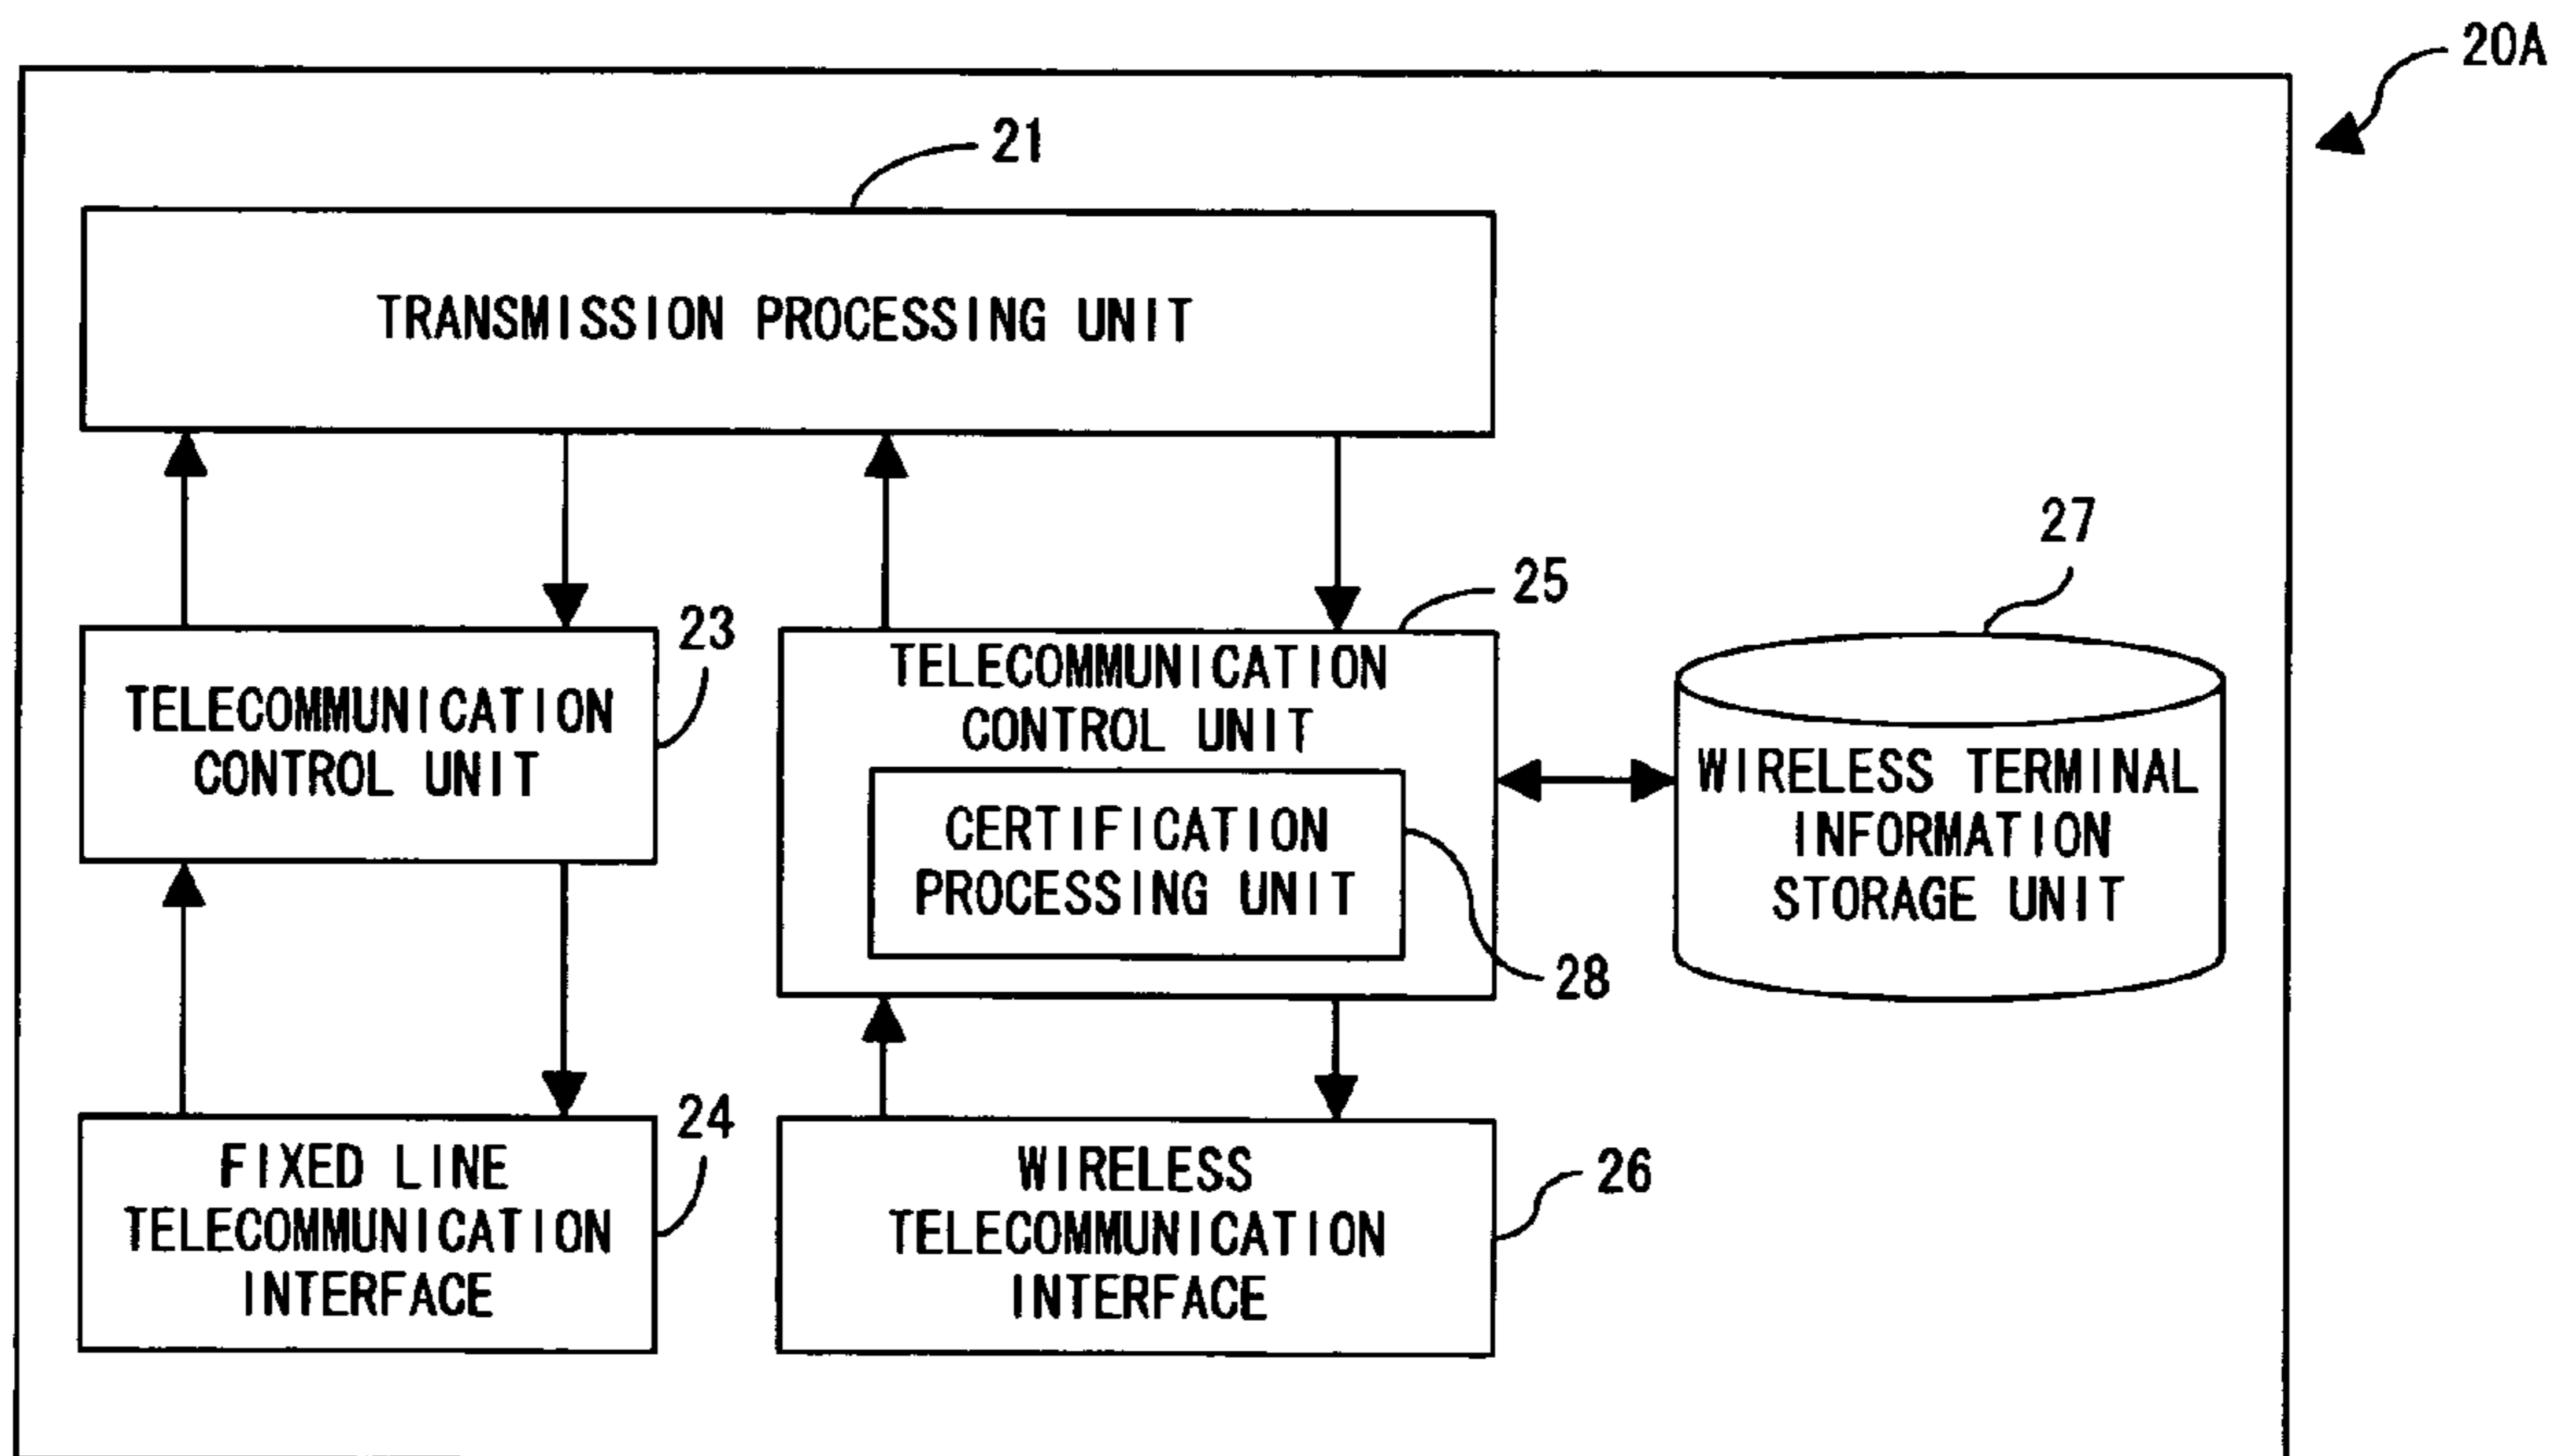 20A
21
TRANSMISSION PROCESSING UNIT
23
TELECOMMUNICATION
CONTROL UNIT
25
TELECOMMUNICATION
CONTROL UNIT
CERTIFICATION
PROCESSING UNIT
28
27
WIRELESS TERMINAL
INFORMATION
STORAGE UNIT
24
FIXED LINE
TELECOMMUNICATION
INTERFACE
26
WIRELESS
TELECOMMUNICATION
INTERFACE